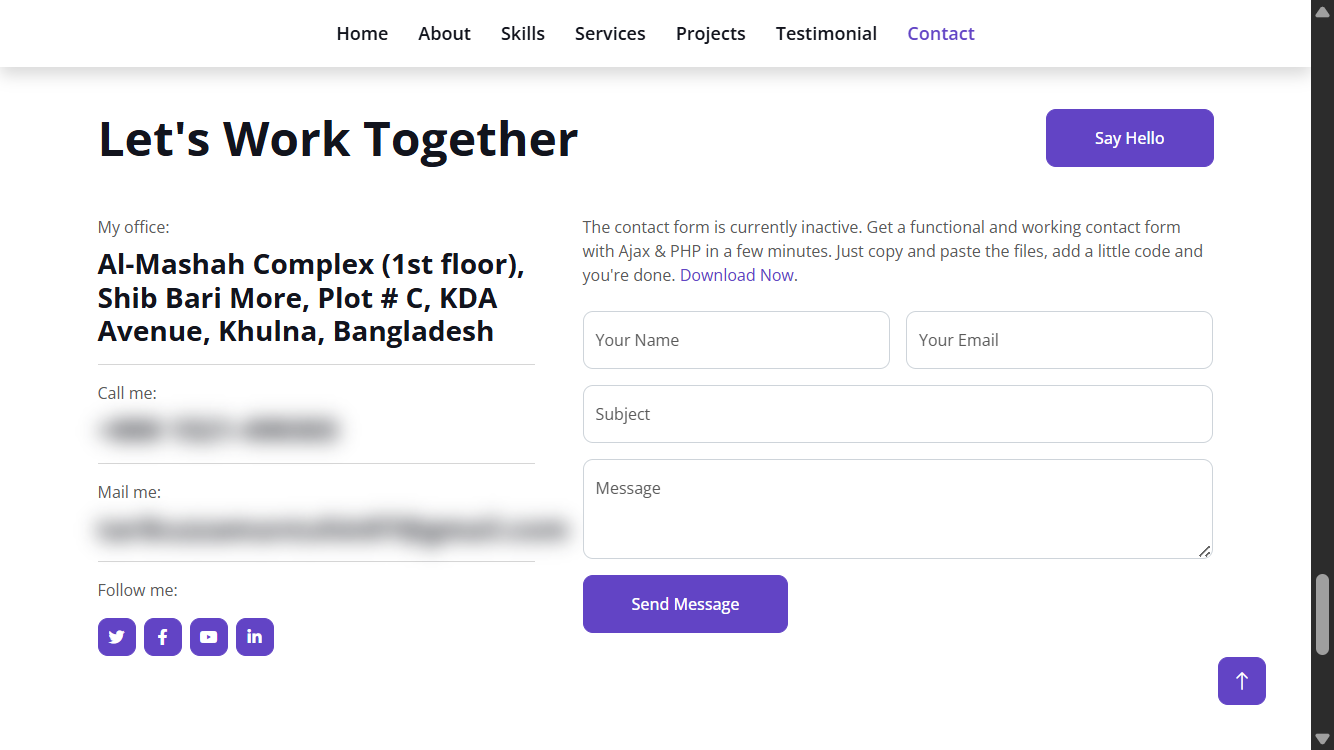 Home About Skills Services Projects Testimonial Contact
Let's Work Together
Say Hello
My office:
Al-Mashah Complex (1st floor),
Shib Bari More, Plot # C, KDA
Avenue, Khulna, Bangladesh
Call me:
Mail me:
Follow me:
The contact form is currently inactive. Get a functional and working contact form
with Ajax & PHP in a few minutes. Just copy and paste the files, add a little code and
you're done. Download Now.
Your Name
Your Email
Subject
Message
Send Message